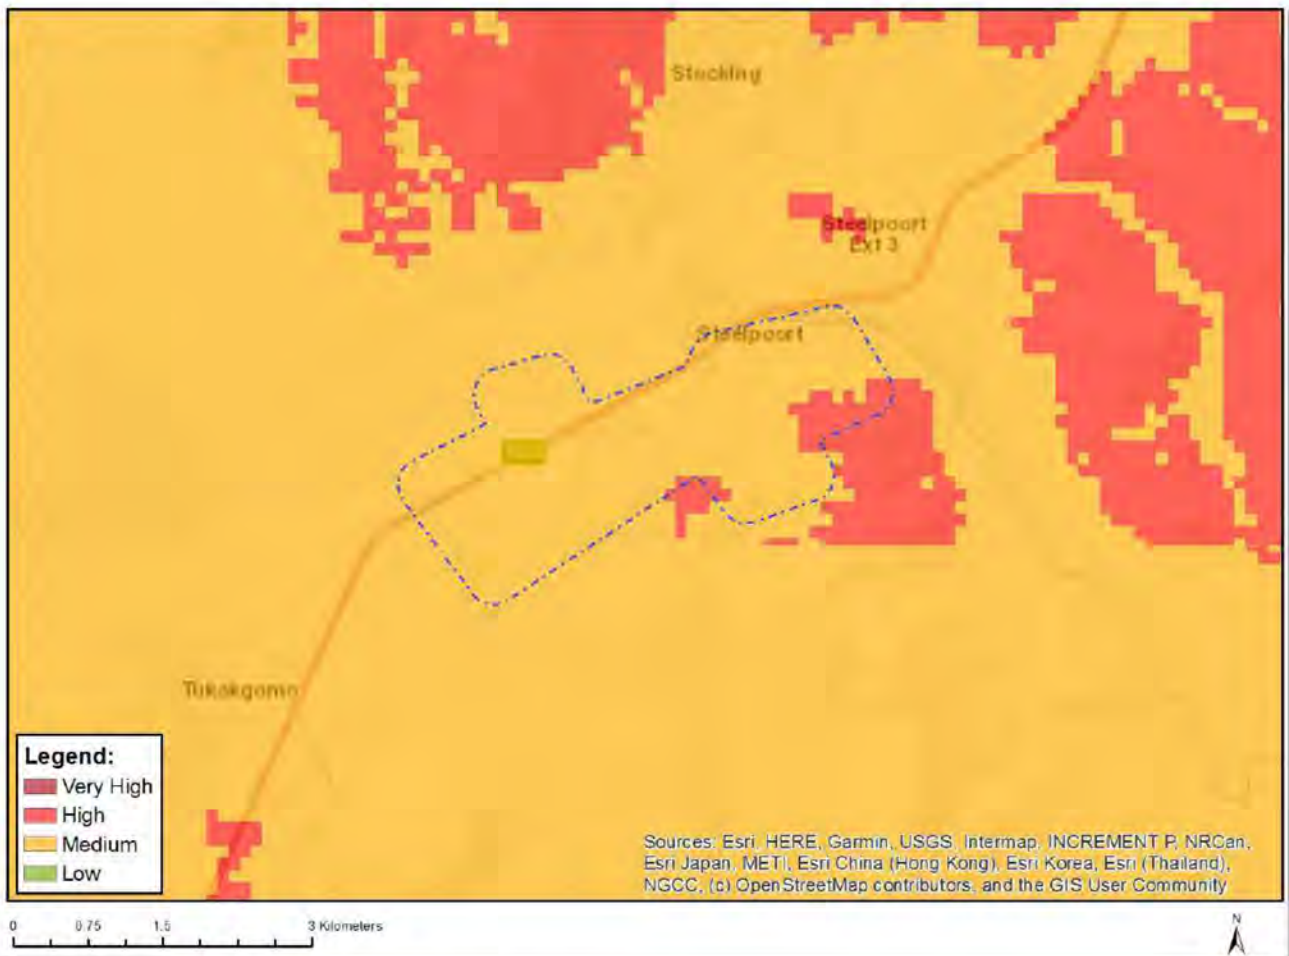 Stocking
Steelpoort
Ext 3
Steelpoort
Tukakgomo
Legend:
Very High
High
Medium
Low
Sources: Esri, HERE, Garmin, USGS, Intermap, INCREMENT P, NRCan,
Esri Japan, METI, Esri China (Hong Kong), Esri Korea, Esri (Thailand),
NGCC, (c) OpenStreetMap contributors, and the GIS User Community
0 0.75 1.5 3 Kilometers
N